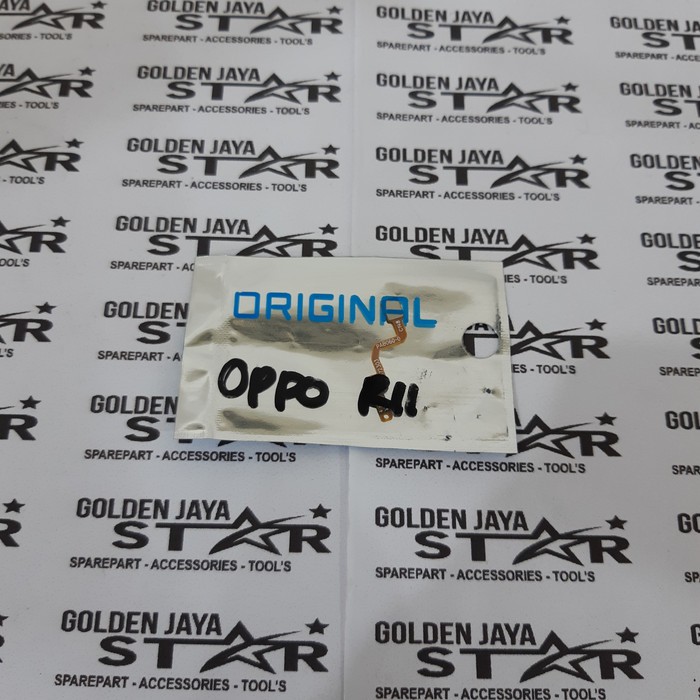 GOLDEN JAYA
STAR
SPAREPART - ACCESSORIES - TOOL'S
ORIGINAL
OPPO R11